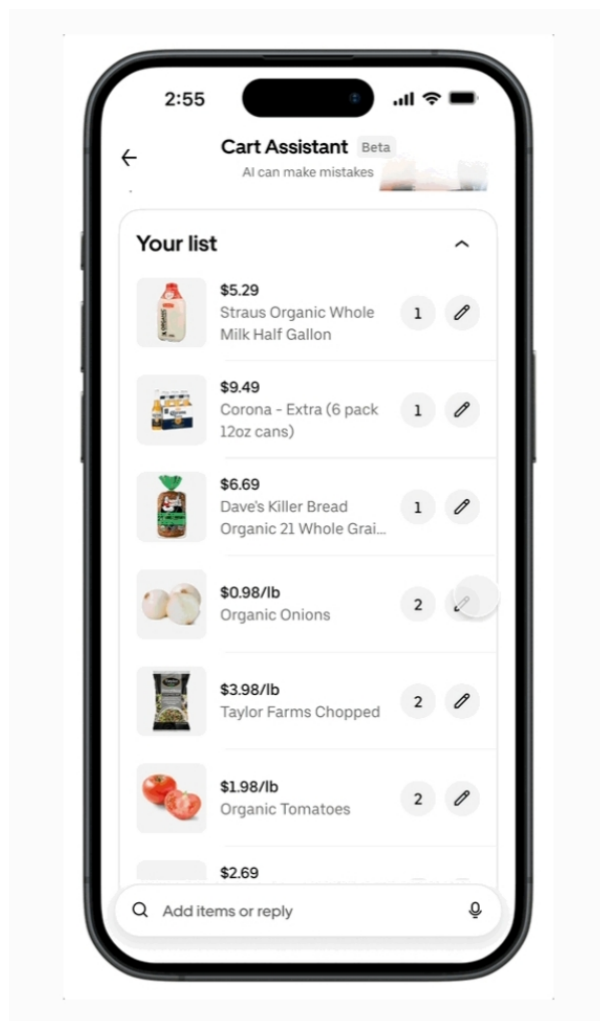 2:55
Cart Assistant Beta
AI can make mistakes
Your list
$5.29
Straus Organic Whole
Milk Half Gallon
1
$9.49
Corona - Extra (6 pack
12oz cans)
1
$6.69
Dave's Killer Bread
Organic 21 Whole Grai...
1
$0.98/lb
Organic Onions
2
$3.98/lb
Taylor Farms Chopped
2
$1.98/lb
Organic Tomatoes
2
$2.69
Add items or reply